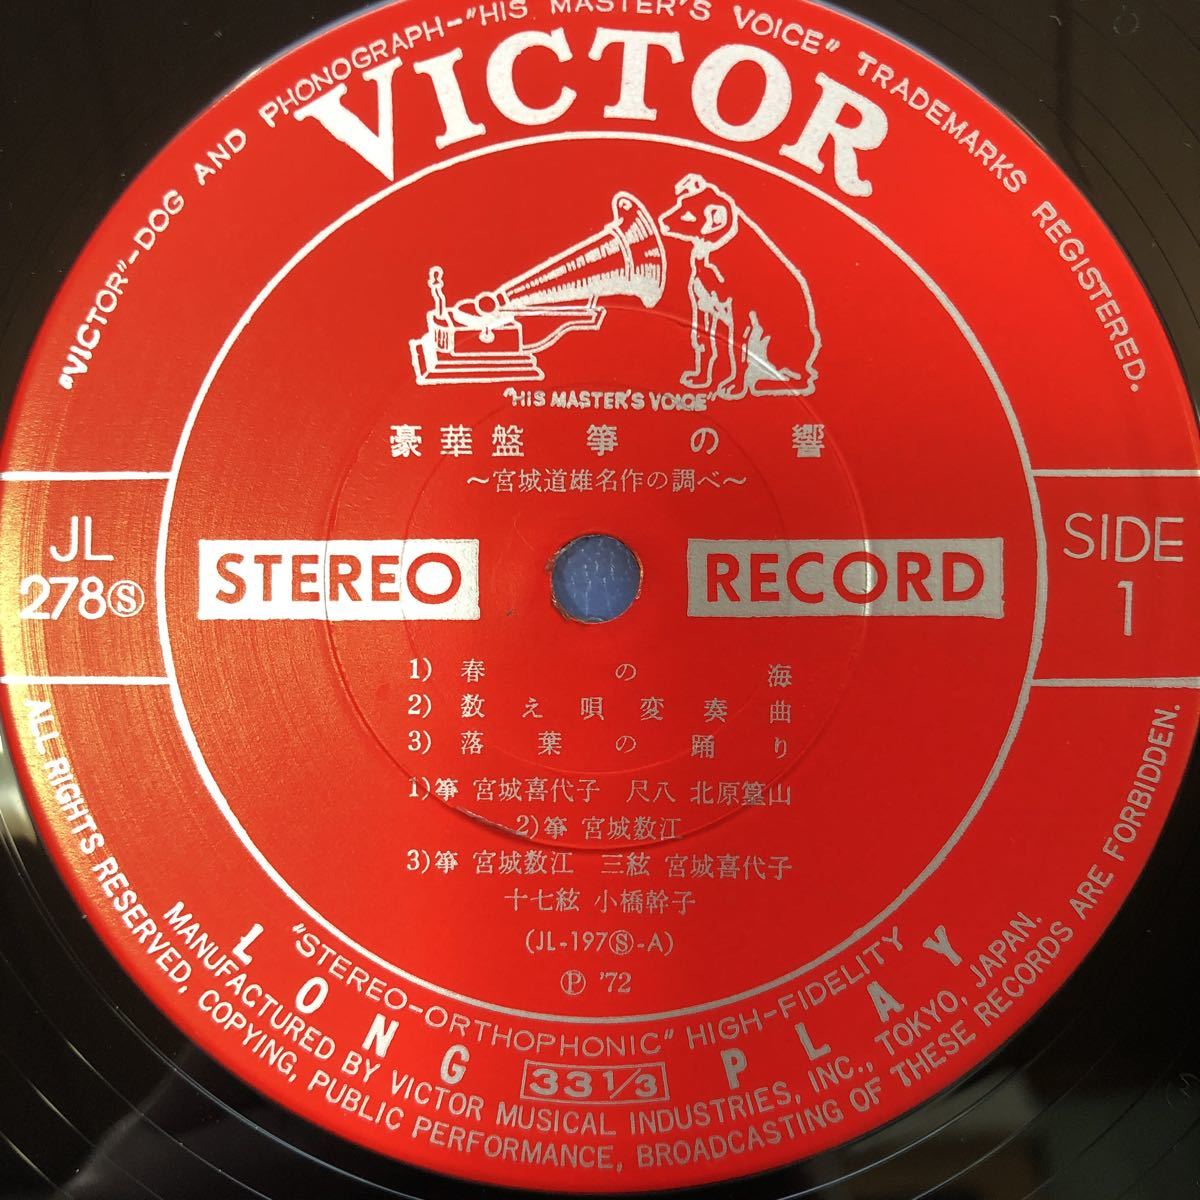 "VICTOR"-DOG AND PHONOGRAPH-"HIS MASTER'S VOICE" TRADEMARKS REGISTERED.
VICTOR
"HIS MASTER'S VOICE"
豪華盤 箏の響
～宮城道雄名作の調べ～
JL
278Ⓢ
STEREO RECORD
SIDE
1
1) 春の海
2) 数え唄変奏曲
3) 落葉の踊り
1)箏 宮城喜代子 尺八 北原篁山
2)箏 宮城数江
3)箏 宮城数江 三絃 宮城喜代子
十七絃 小橋幹子
(JL-197Ⓢ-A)
Ⓟ '72
"STEREO-ORTHOPHONIC" HIGH-FIDELITY
LONG PLAY
33 1/3
MANUFACTURED BY VICTOR MUSICAL INDUSTRIES, INC., TOKYO, JAPAN.
ALL RIGHTS RESERVED, COPYING, PUBLIC PERFORMANCE, BROADCASTING OF THESE RECORDS ARE FORBIDDEN.